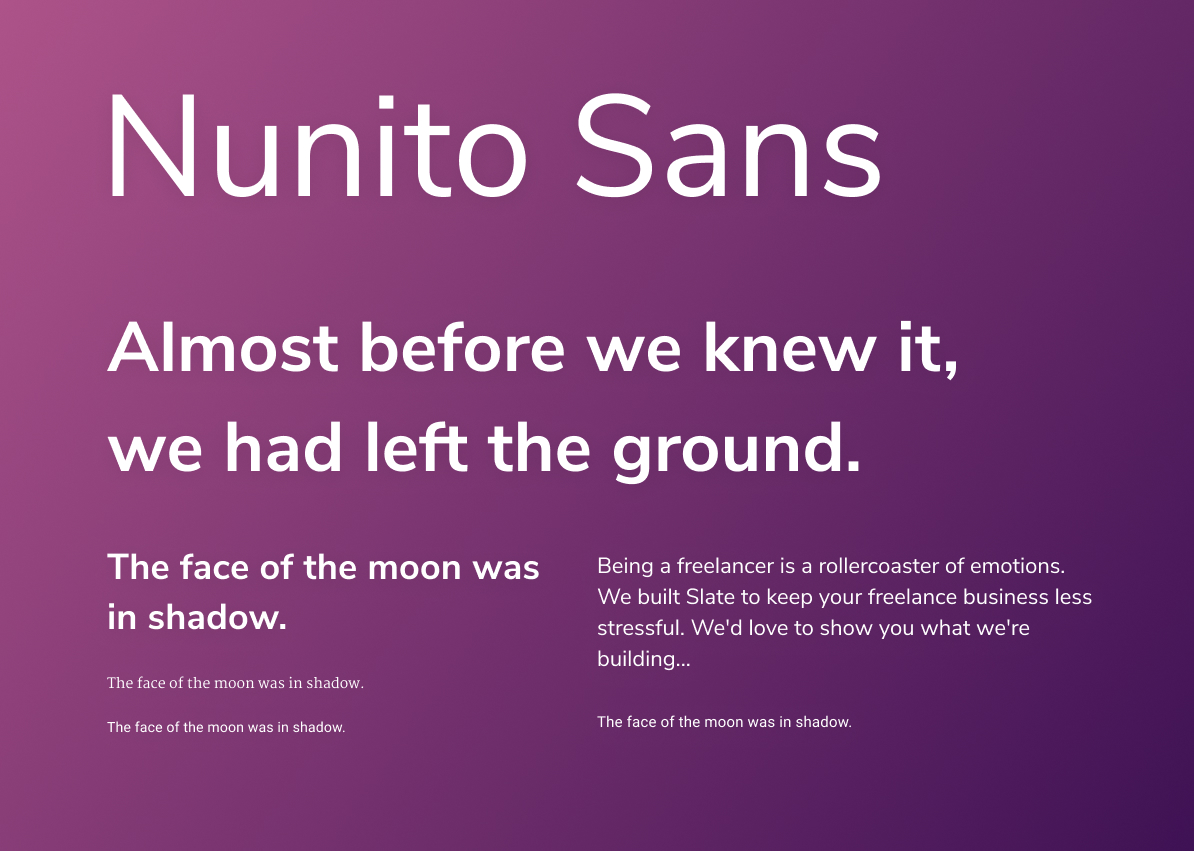 Nunito Sans
Almost before we knew it,
we had left the ground.
The face of the moon was
in shadow.
The face of the moon was in shadow.
The face of the moon was in shadow.
Being a freelancer is a rollercoaster of emotions.
We built Slate to keep your freelance business less
stressful. We'd love to show you what we're
building...
The face of the moon was in shadow.